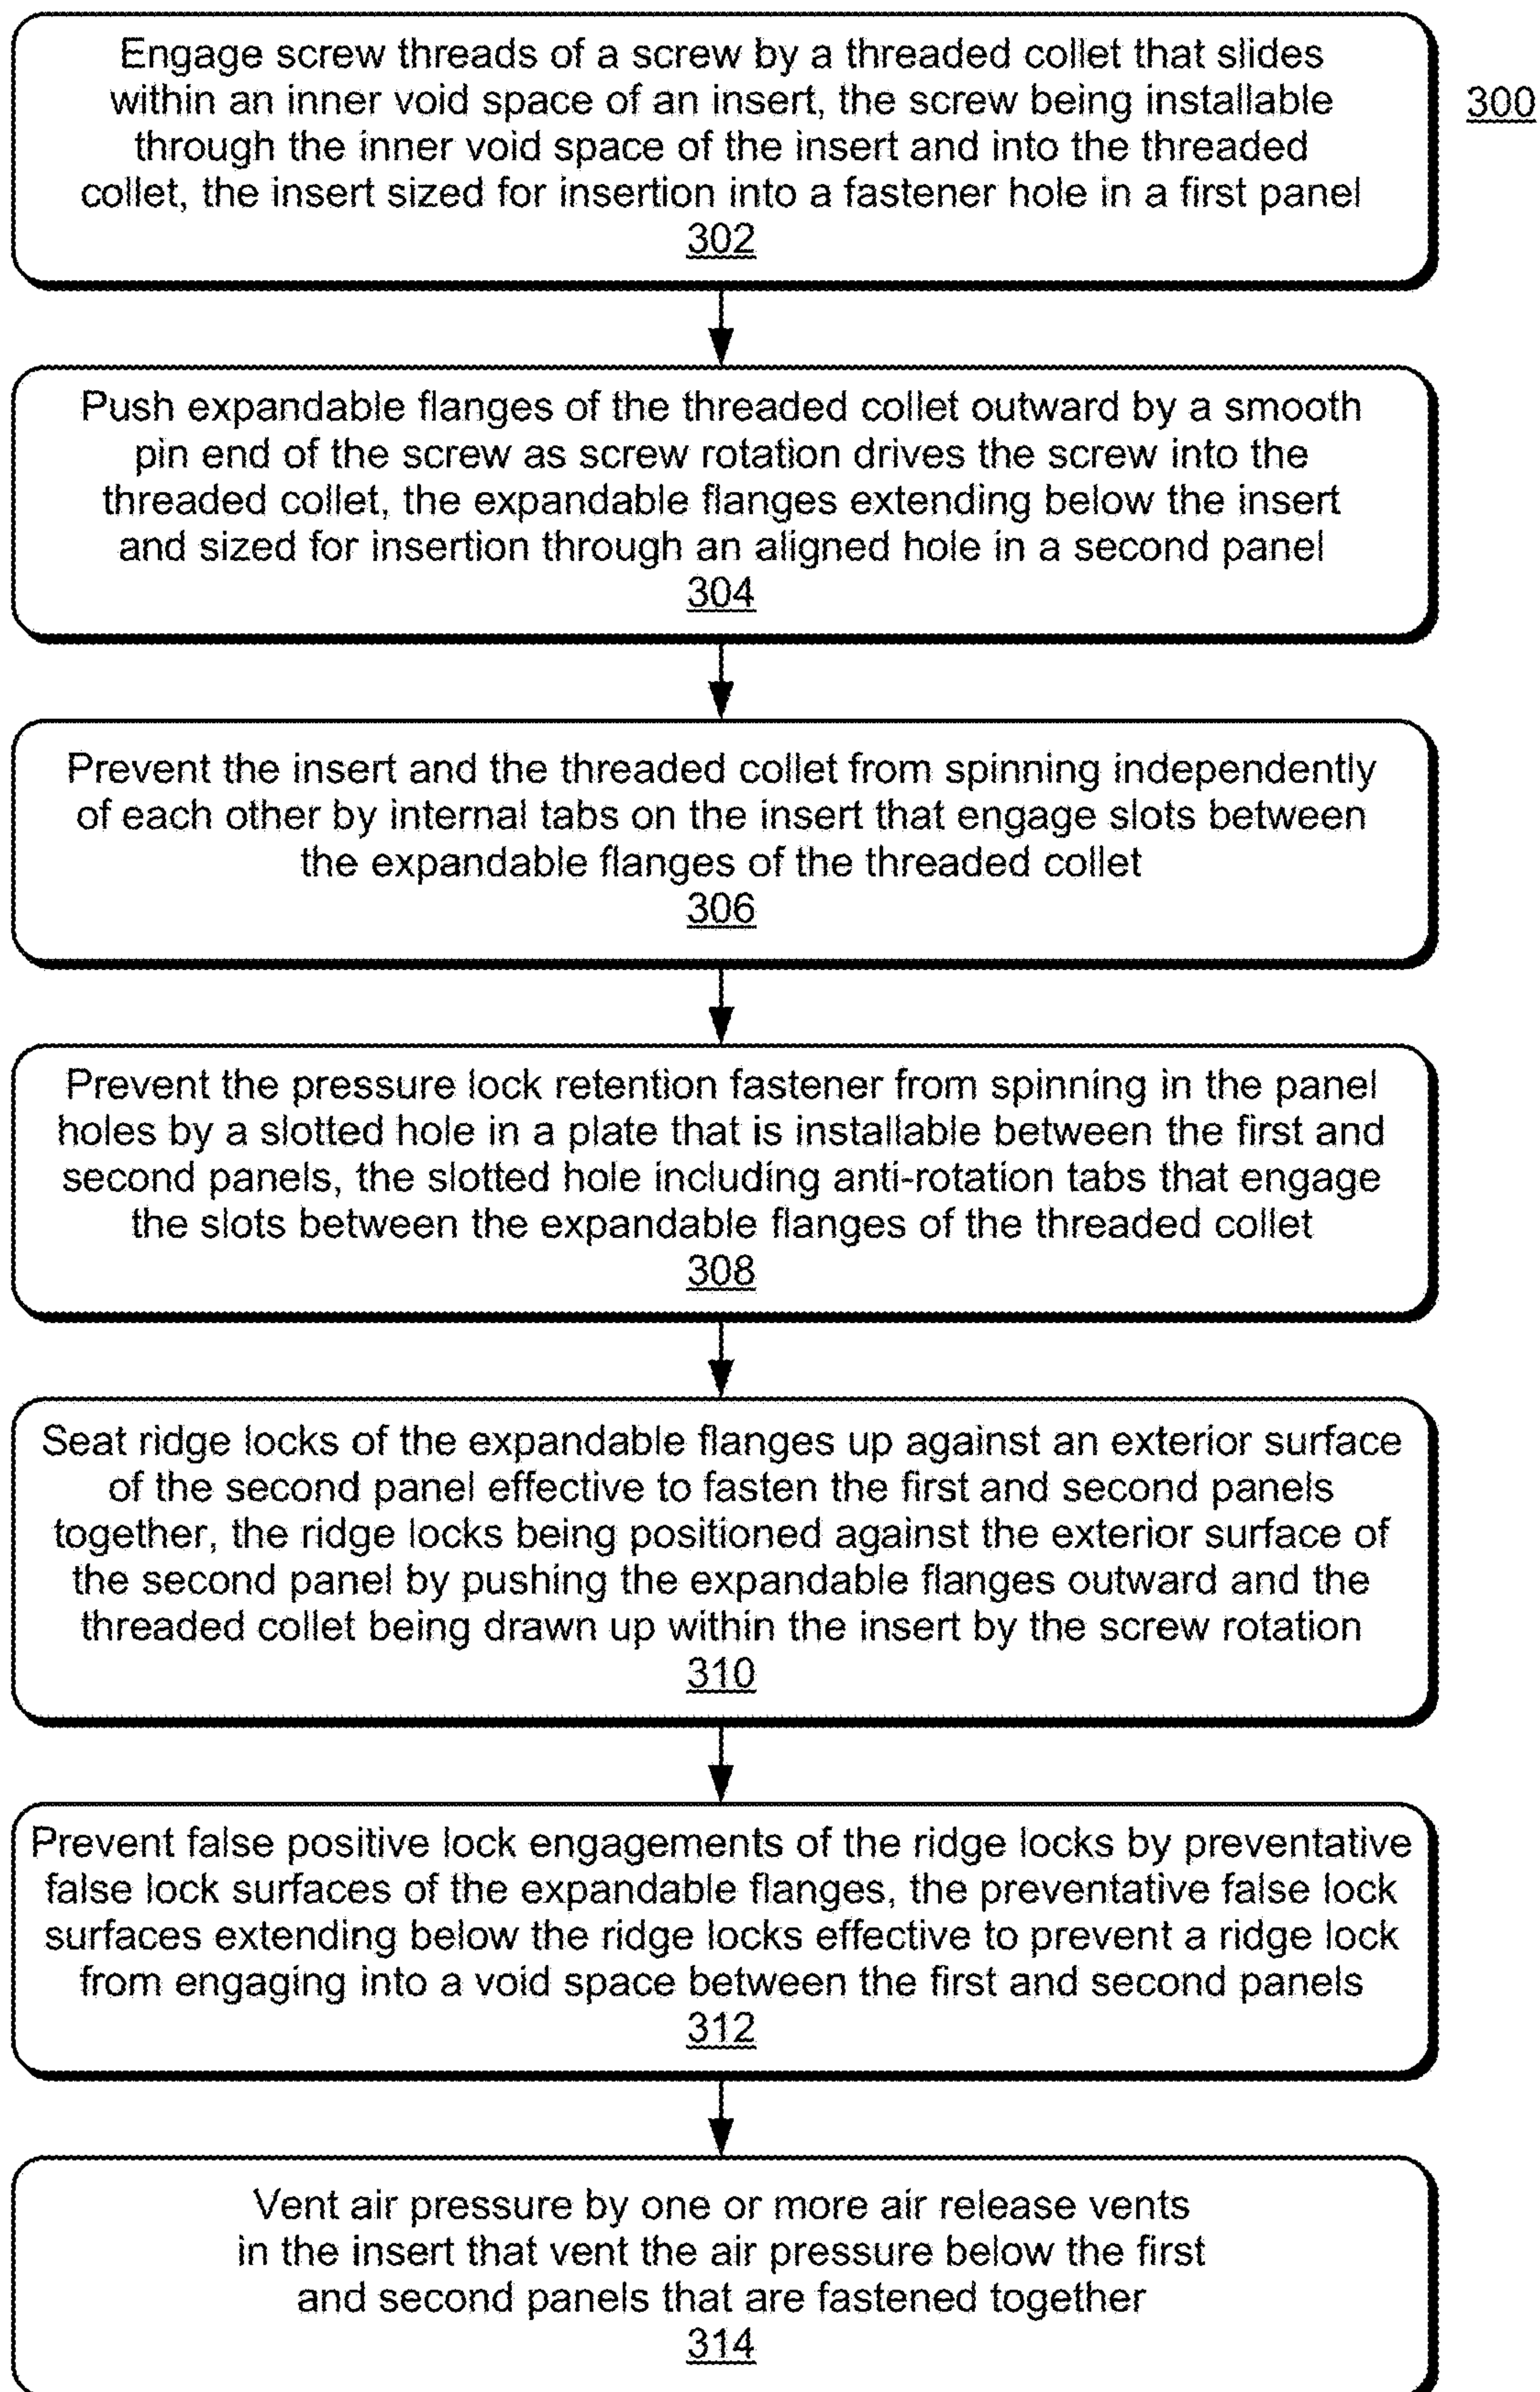 Engage screw threads of a screw by a threaded collet that slides
within an inner void space of an insert, the screw being installable
through the inner void space of the insert and into the threaded
collet, the insert sized for insertion into a fastener hole in a first panel
302
300
Push expandable flanges of the threaded collet outward by a smooth
pin end of the screw as screw rotation drives the screw into the
threaded collet, the expandable flanges extending below the insert
and sized for insertion through an aligned hole in a second panel
304
Prevent the insert and the threaded collet from spinning independently
of each other by internal tabs on the insert that engage slots between
the expandable flanges of the threaded collet
306
Prevent the pressure lock retention fastener from spinning in the panel
holes by a slotted hole in a plate that is installable between the first and
second panels, the slotted hole including anti-rotation tabs that engage
the slots between the expandable flanges of the threaded collet
308
Seat ridge locks of the expandable flanges up against an exterior surface
of the second panel effective to fasten the first and second panels
together, the ridge locks being positioned against the exterior surface of
the second panel by pushing the expandable flanges outward and the
threaded collet being drawn up within the insert by the screw rotation
310
Prevent false positive lock engagements of the ridge locks by preventative
false lock surfaces of the expandable flanges, the preventative false lock
surfaces extending below the ridge locks effective to prevent a ridge lock
from engaging into a void space between the first and second panels
312
Vent air pressure by one or more air release vents
in the insert that vent the air pressure below the first
and second panels that are fastened together
314